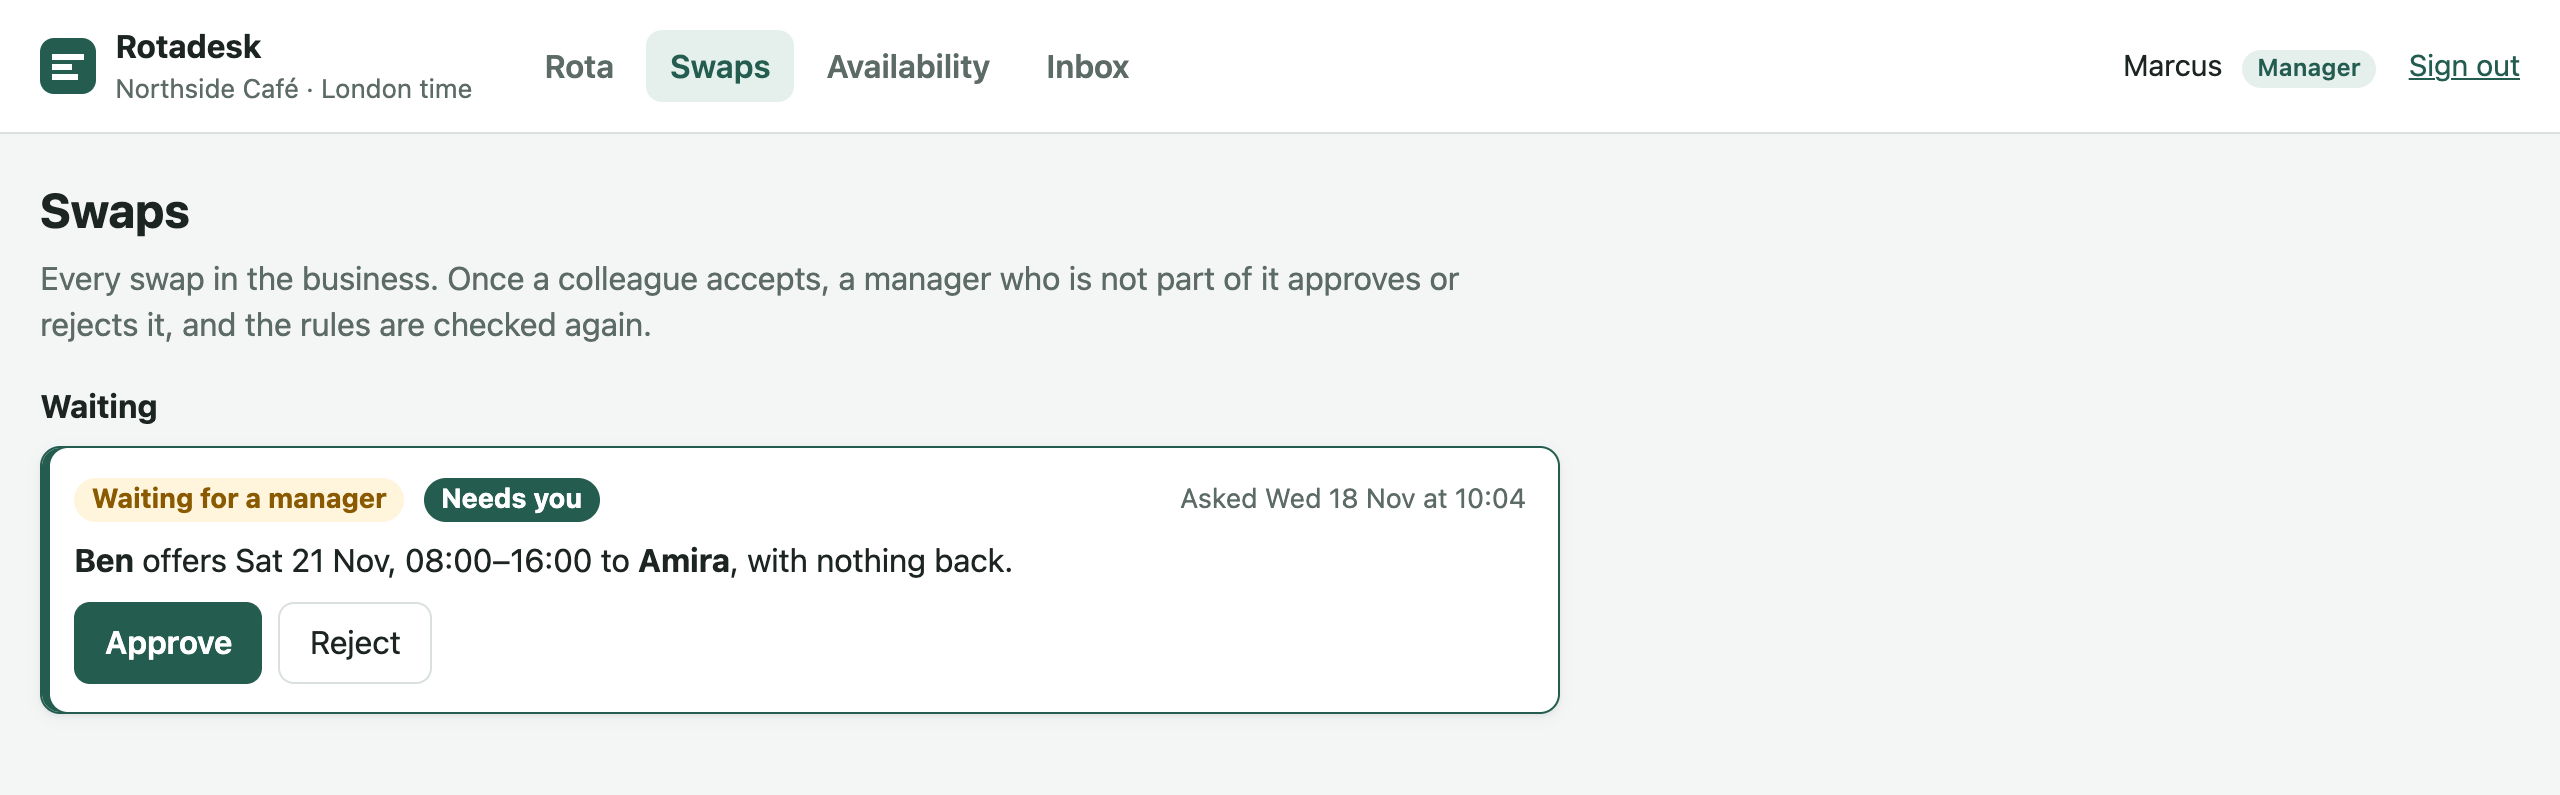 Rotadesk
Northside Café · London time
Rota
Swaps
Availability
Inbox
Marcus
Manager
Sign out
Swaps
Every swap in the business. Once a colleague accepts, a manager who is not part of it approves or
rejects it, and the rules are checked again.
Waiting
Waiting for a manager
Needs you
Asked Wed 18 Nov at 10:04
Ben offers Sat 21 Nov, 08:00–16:00 to Amira, with nothing back.
Approve
Reject